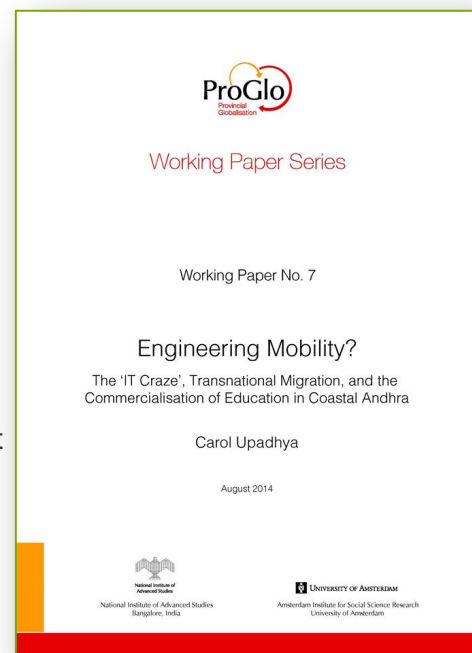 ProGlo
Provincial
Globalisation
Working Paper Series
Working Paper No. 7
Engineering Mobility?
The ‘IT Craze’, Transnational Migration, and the
Commercialisation of Education in Coastal Andhra
Carol Upadhya
August 2014
National Institute of
Advanced Studies
National Institute of Advanced Studies
Bangalore, India
UNIVERSITY OF AMSTERDAM
Amsterdam Institute for Social Science Research
University of Amsterdam